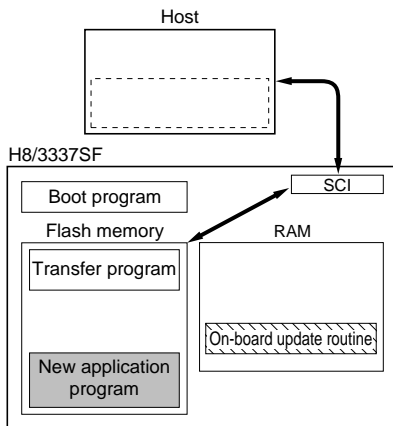 Host
H8/3337SF
SCI
Boot program
Flash memory
RAM
Transfer program
On-board update routine
New application
program